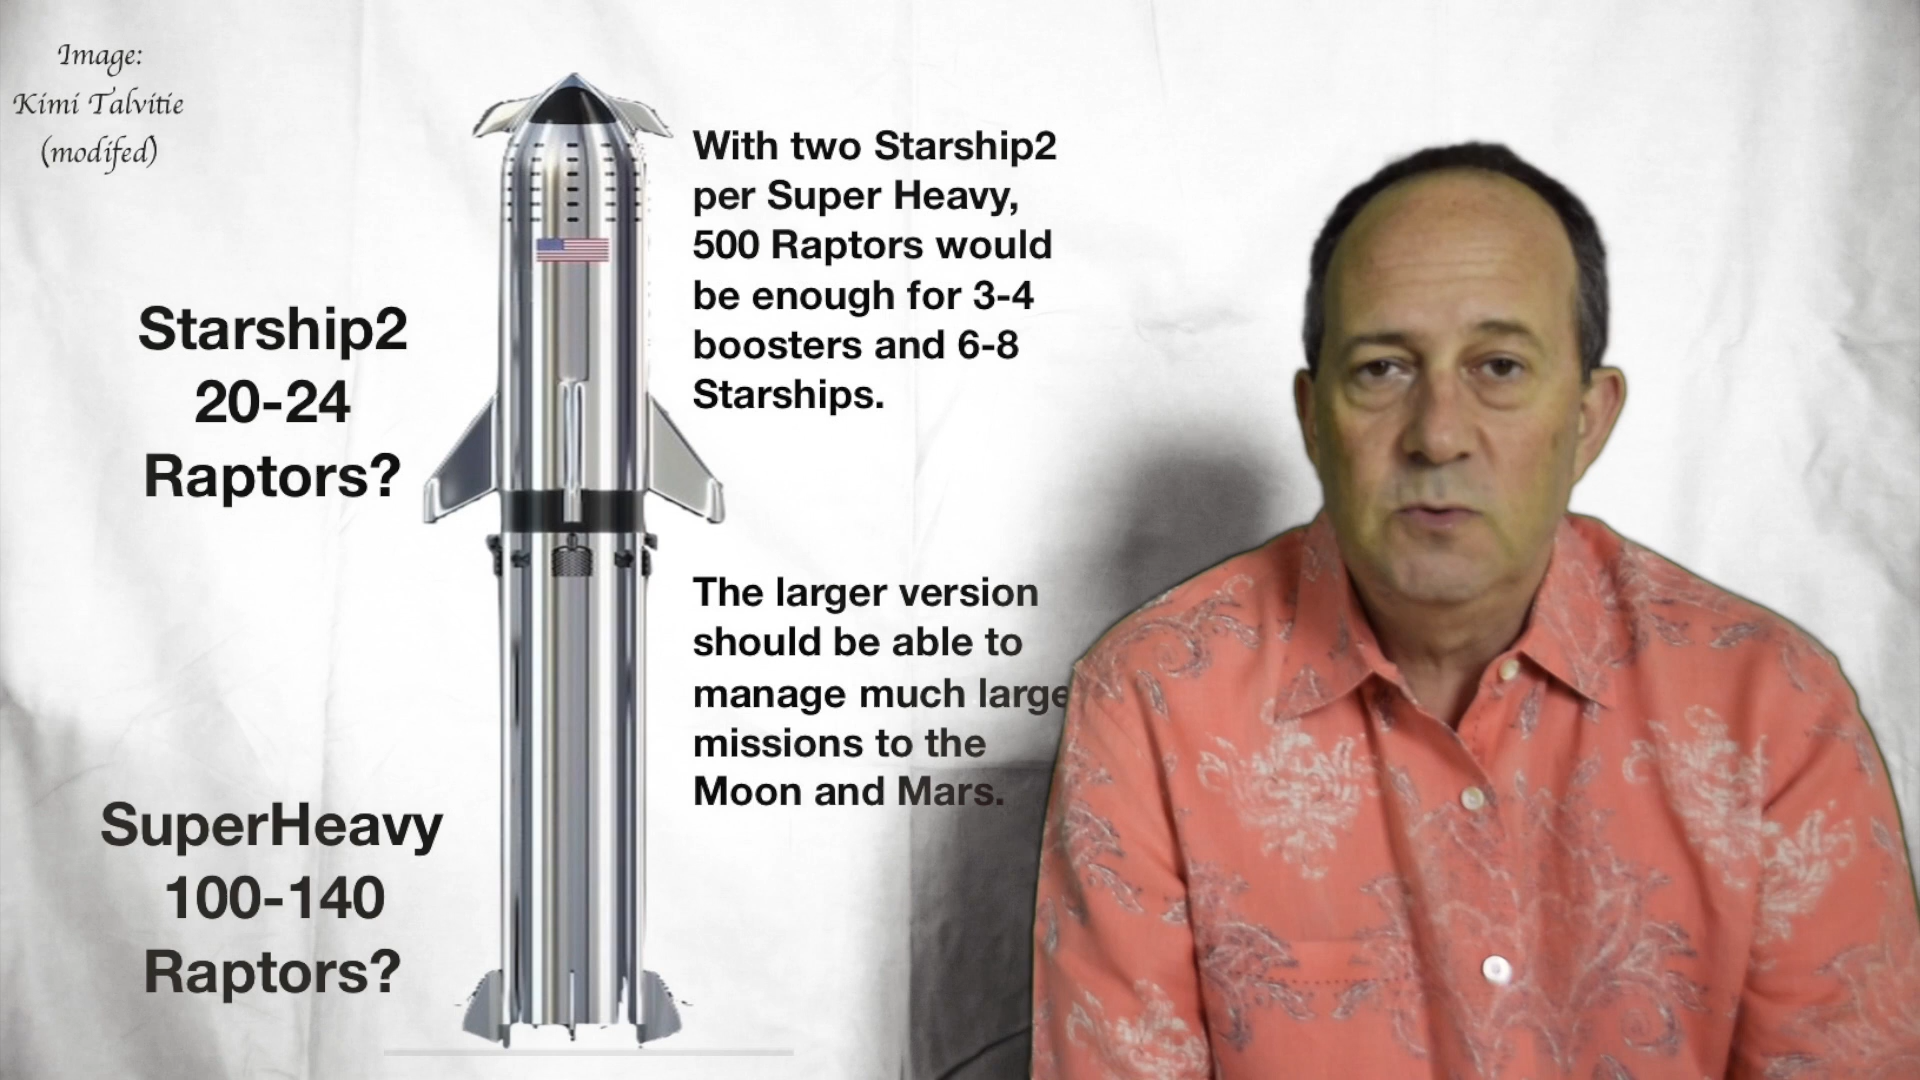 Image:
Kimi Talvitie
(modifed)
With two Starship2
per Super Heavy,
500 Raptors would
be enough for 3-4
boosters and 6-8
Starships.
Starship2
20-24
Raptors?
The larger version
should be able to
manage much large
missions to the
Moon and Mars.
SuperHeavy
100-140
Raptors?